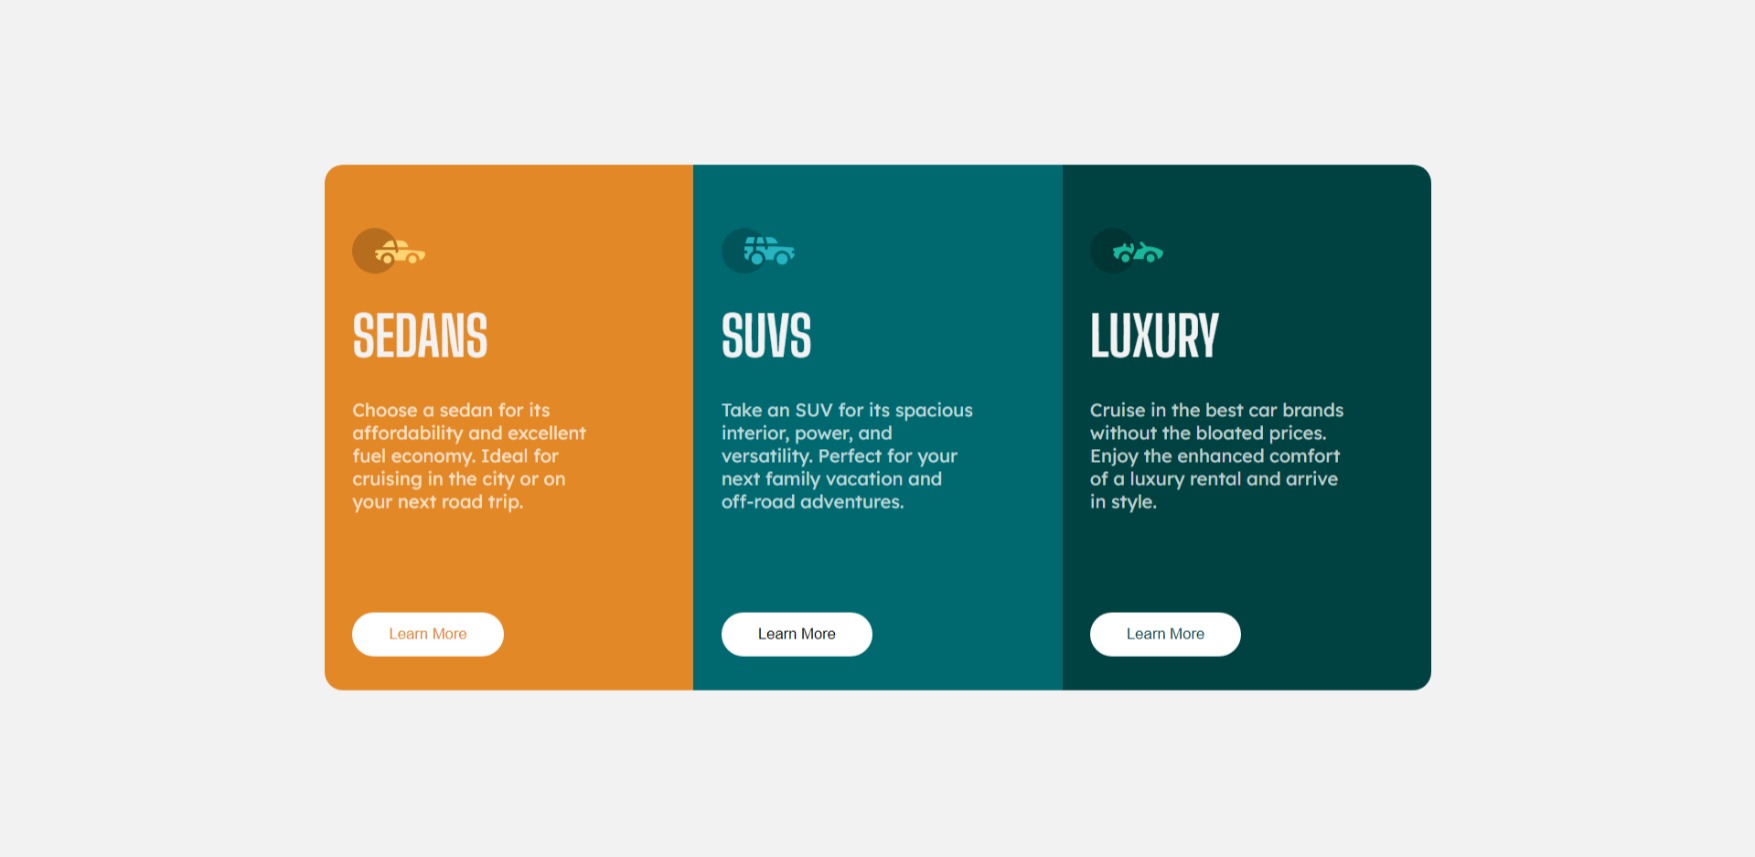 SEDANS
Choose a sedan for its
affordability and excellent
fuel economy. Ideal for
cruising in the city or on
your next road trip.
Learn More
SUVS
Take an SUV for its spacious
interior, power, and
versatility. Perfect for your
next family vacation and
off-road adventures.
Learn More
LUXURY
Cruise in the best car brands
without the bloated prices.
Enjoy the enhanced comfort
of a luxury rental and arrive
in style.
Learn More